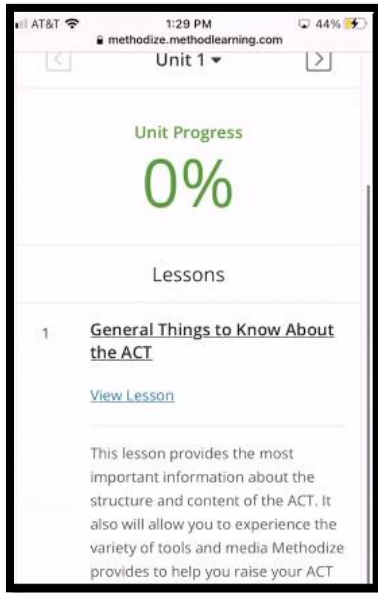 AT&T 1:29 PM 44%
methodize.methodlearning.com
Unit 1
Unit Progress
0%
Lessons
1 General Things to Know About
the ACT
View Lesson
This lesson provides the most
important information about the
structure and content of the ACT. It
also will allow you to experience the
variety of tools and media Methodize
provides to help you raise your ACT